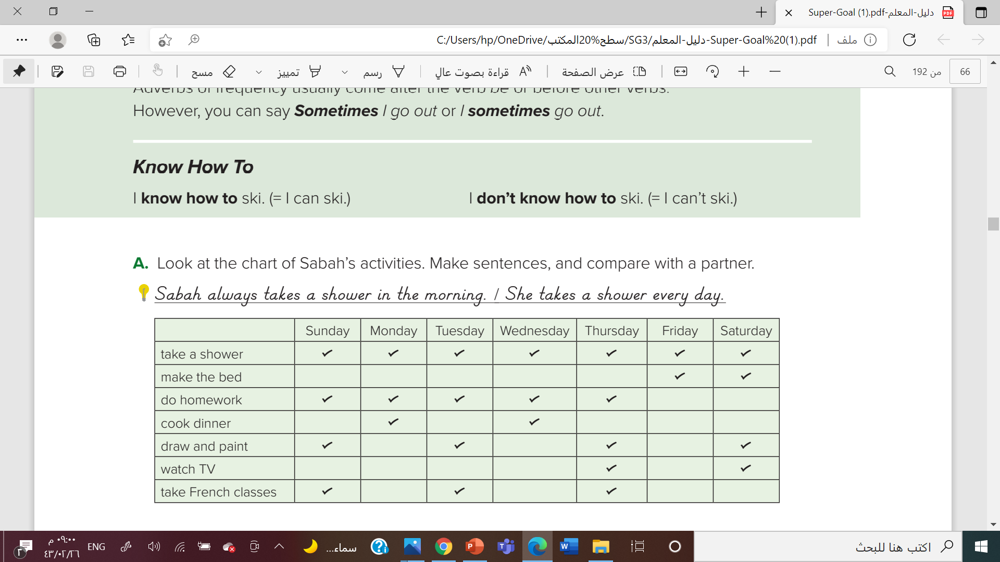 دليل-المعلم-Super-Goal (1).pdf
C:/Users/hp/OneDrive/سطح%20المكتب/SG3/دليل-المعلم-Super-Goal%20(1).pdf
ملف
66
من 192
عرض الصفحة
قراءة بصوت عالٍ
رسم
تمييز
مسح
Adverbs of frequency usually come after the verb be or before other verbs.
However, you can say Sometimes I go out or I sometimes go out.
Know How To
I know how to ski. (= I can ski.) I don't know how to ski. (= I can't ski.)
A. Look at the chart of Sabah's activities. Make sentences, and compare with a partner.
Sabah always takes a shower in the morning. / She takes a shower every day.
Sunday Monday Tuesday Wednesday Thursday Friday Saturday
take a shower ✓ ✓ ✓ ✓ ✓ ✓ ✓
make the bed ✓ ✓
do homework ✓ ✓ ✓ ✓ ✓
cook dinner ✓ ✓
draw and paint ✓ ✓ ✓ ✓
watch TV ✓ ✓
take French classes ✓ ✓ ✓
اكتب هنا للبحث
سماء...
ENG
٠٩:٠٠ م
٤٣/٠٢/٢٦
٢